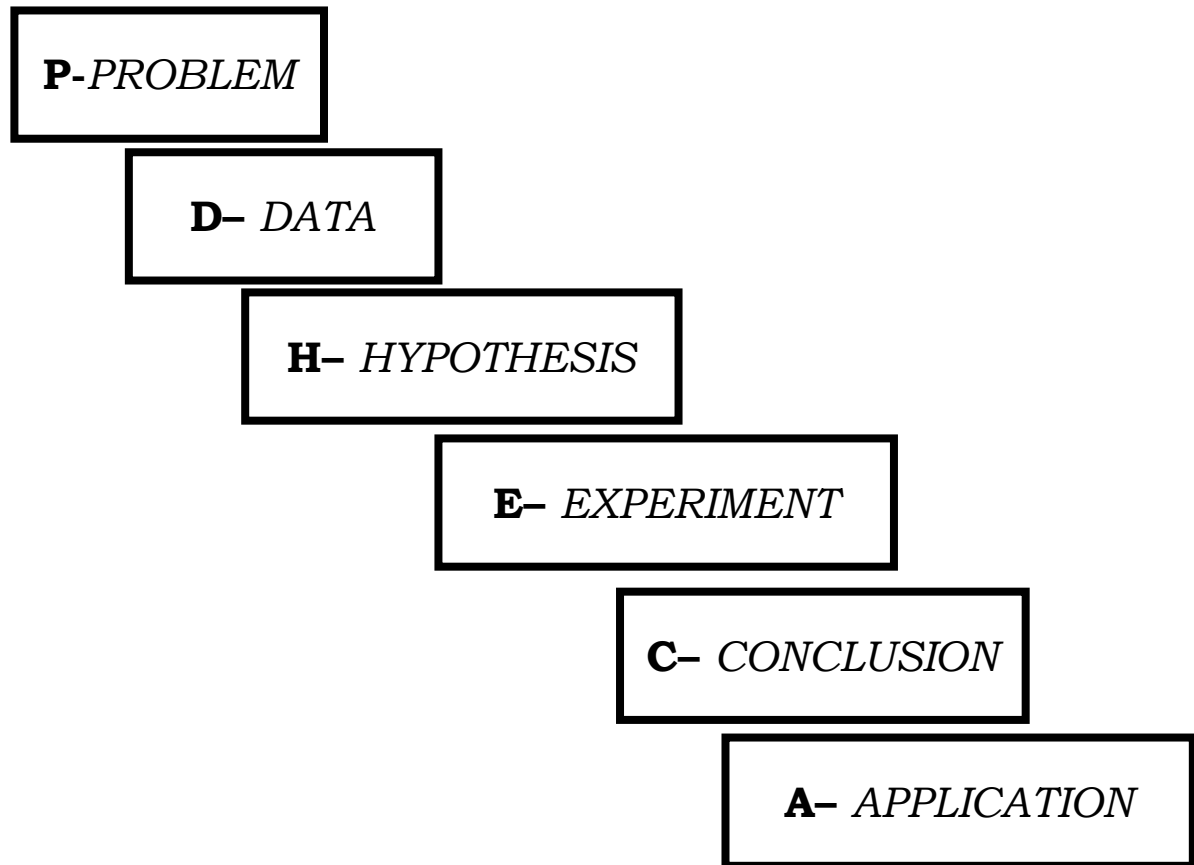 P-PROBLEM
D– DATA
H– HYPOTHESIS
E– EXPERIMENT
C– CONCLUSION
A– APPLICATION